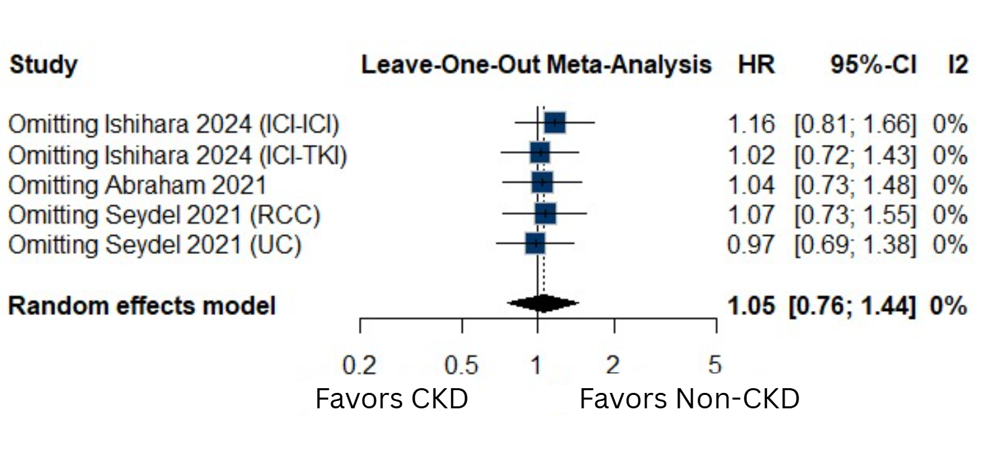 Study Leave-One-Out Meta-Analysis HR 95%-CI I2
Omitting Ishihara 2024 (ICI-ICI) 1.16 [0.81; 1.66] 0%
Omitting Ishihara 2024 (ICI-TKI) 1.02 [0.72; 1.43] 0%
Omitting Abraham 2021 1.04 [0.73; 1.48] 0%
Omitting Seydel 2021 (RCC) 1.07 [0.73; 1.55] 0%
Omitting Seydel 2021 (UC) 0.97 [0.69; 1.38] 0%
Random effects model 1.05 [0.76; 1.44] 0%
0.2 0.5 1 2 5
Favors CKD Favors Non-CKD